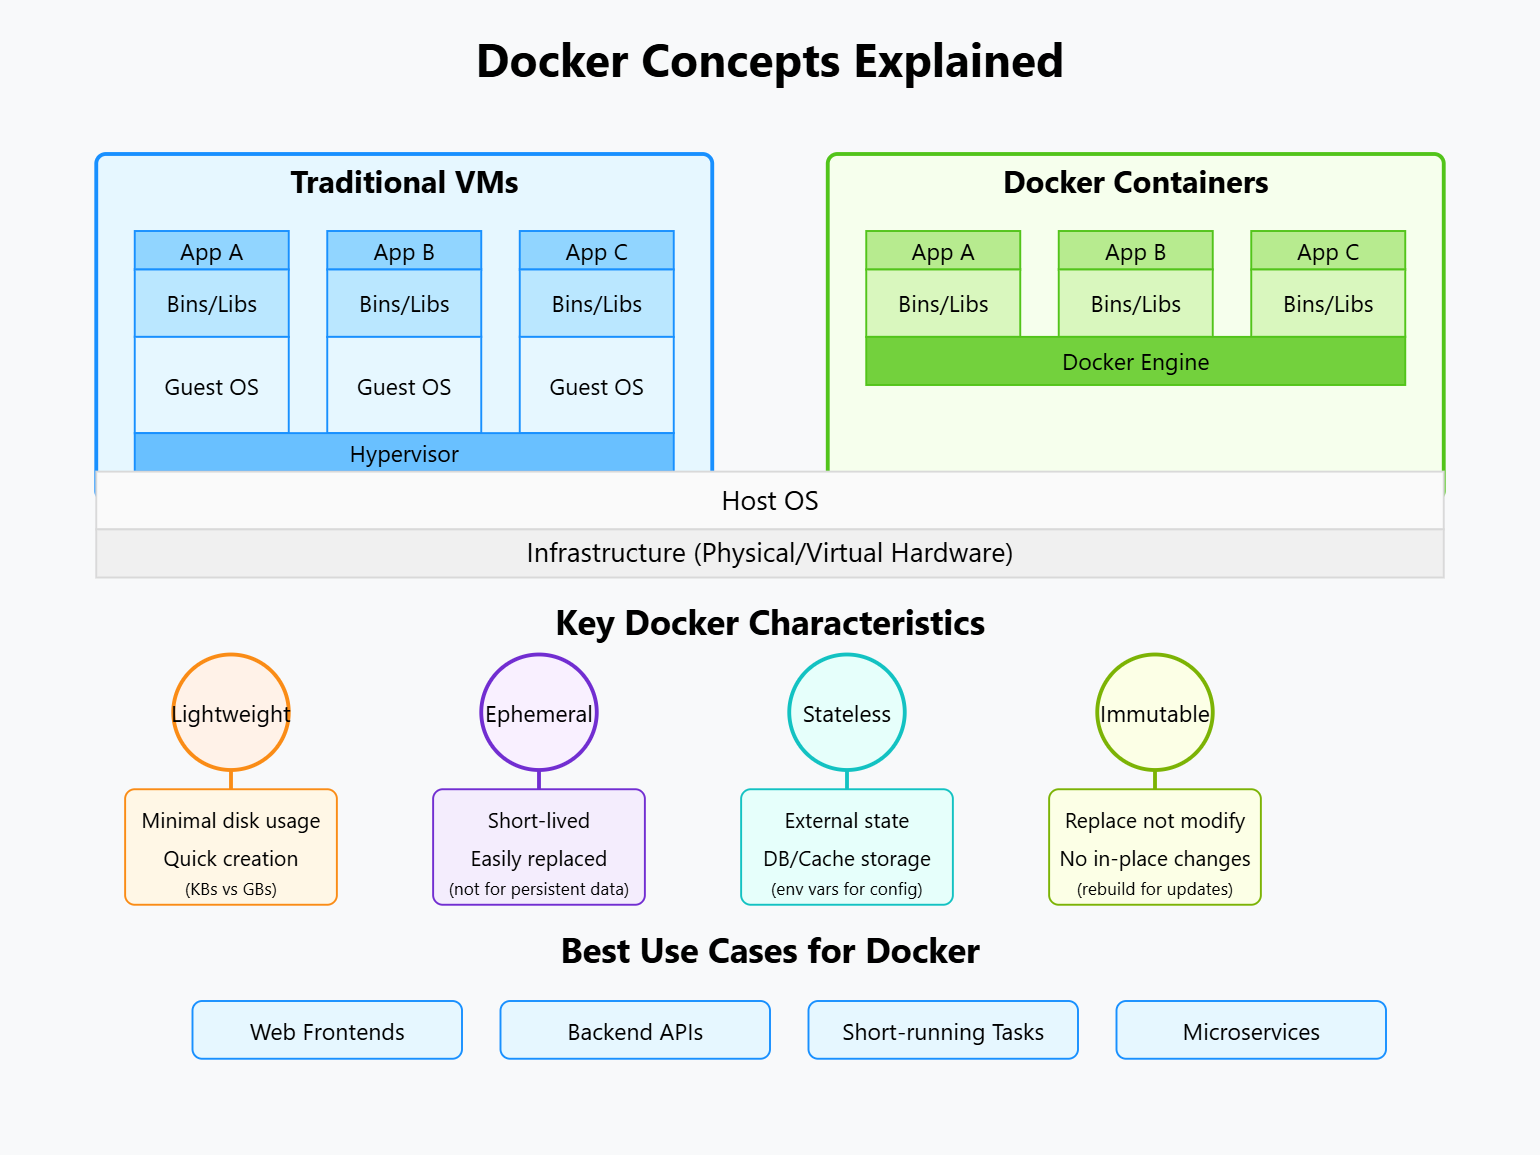 Docker Concepts Explained
Traditional VMs
App A
App B
App C
Bins/Libs
Bins/Libs
Bins/Libs
Guest OS
Guest OS
Guest OS
Hypervisor
Docker Containers
App A
App B
App C
Bins/Libs
Bins/Libs
Bins/Libs
Docker Engine
Host OS
Infrastructure (Physical/Virtual Hardware)
Key Docker Characteristics
Lightweight
Minimal disk usage
Quick creation
(KBs vs GBs)
Ephemeral
Short-lived
Easily replaced
(not for persistent data)
Stateless
External state
DB/Cache storage
(env vars for config)
Immutable
Replace not modify
No in-place changes
(rebuild for updates)
Best Use Cases for Docker
Web Frontends
Backend APIs
Short-running Tasks
Microservices